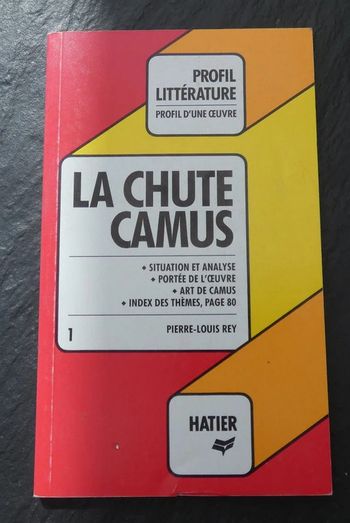 PROFIL
LITTÉRATURE
PROFIL D'UNE ŒUVRE
LA CHUTE
CAMUS
• SITUATION ET ANALYSE
• PORTÉE DE L'ŒUVRE
• ART DE CAMUS
• INDEX DES THÈMES, PAGE 80
1
PIERRE-LOUIS REY
HATIER